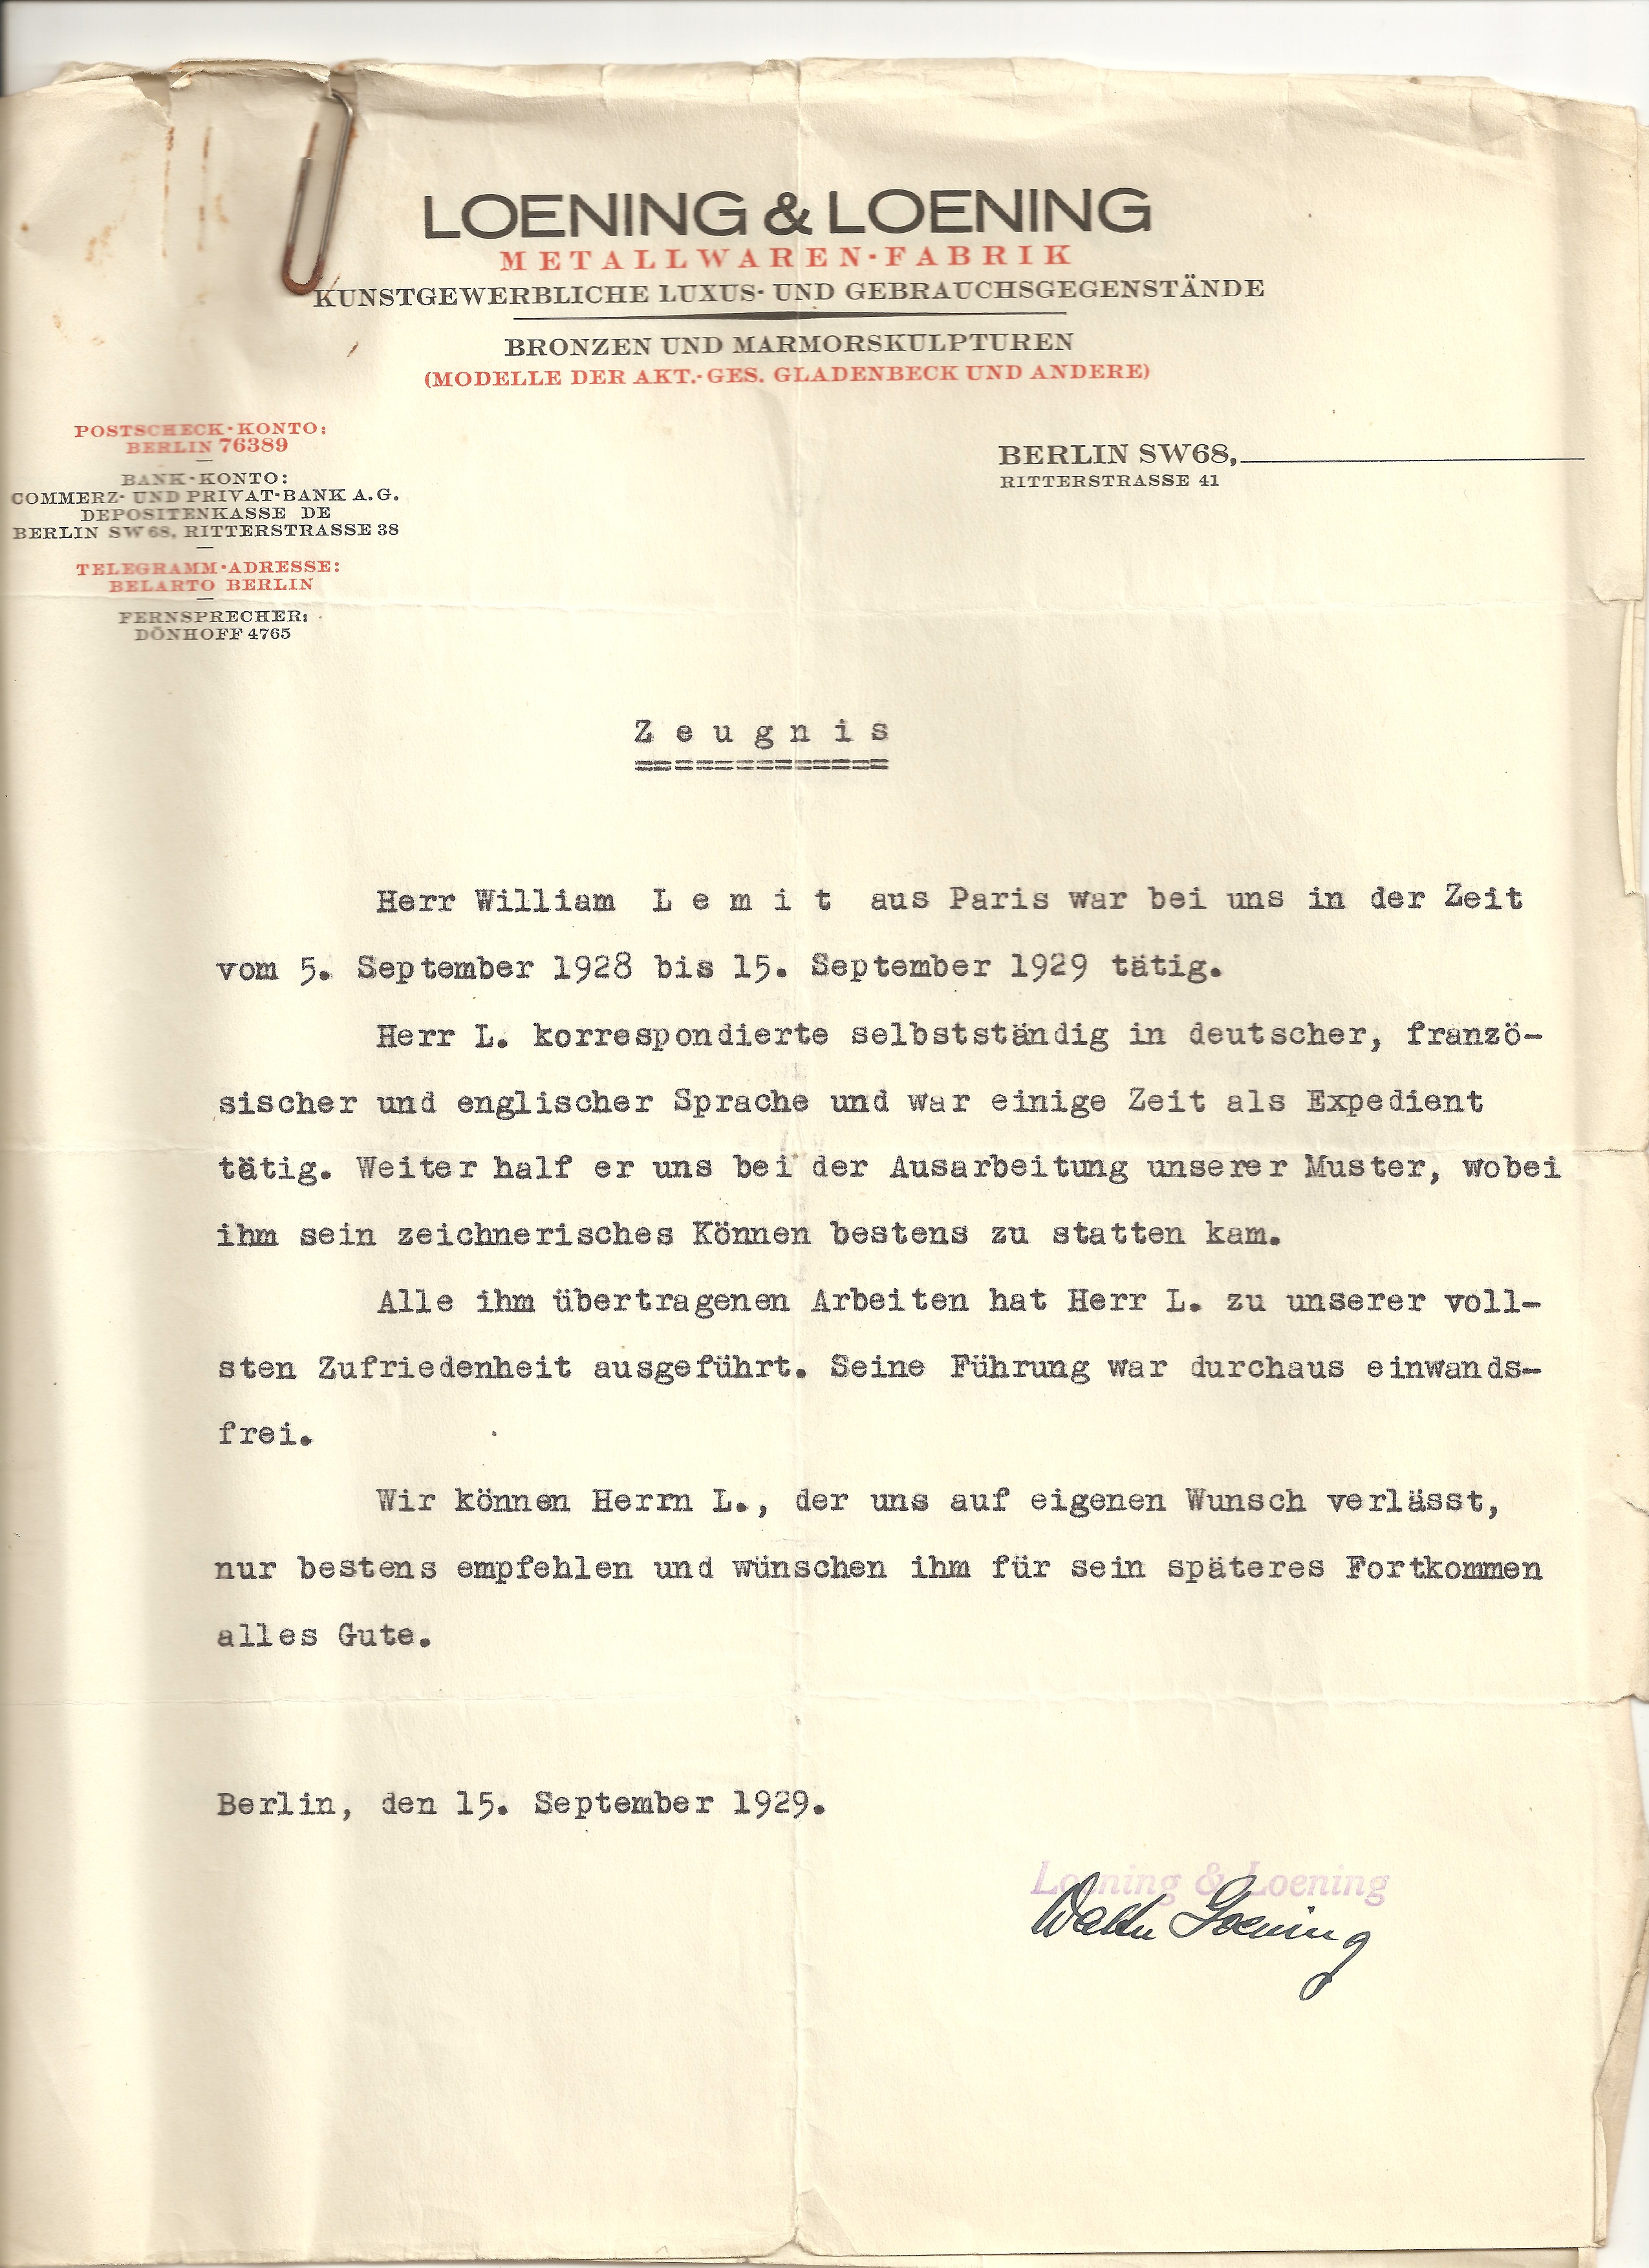 LOENING & LOENING
METALLWAREN-FABRIK
KUNSTGEWERBLICHE LUXUS- UND GEBRAUCHSGEGENSTÄNDE
BRONZEN UND MARMORSKULPTUREN
(MODELLE DER AKT.-GES. GLADENBECK UND ANDERE)
POSTSCHECK-KONTO:
BERLIN 76389
BANK-KONTO:
COMMERZ- UND PRIVAT-BANK A.G.
DEPOSITENKASSE DE
BERLIN SW 68, RITTERSTRASSE 38
TELEGRAMM-ADRESSE:
BELARTO BERLIN
FERNSPRECHER:
DÖNHOFF 4765
BERLIN SW68,
RITTERSTRASSE 41
Z e u g n i s
=============
Herr William L e m i t aus Paris war bei uns in der Zeit
vom 5. September 1928 bis 15. September 1929 tätig.
Herr L. korrespondierte selbstständig in deutscher, franzö-
sischer und englischer Sprache und war einige Zeit als Expedient
tätig. Weiter half er uns bei der Ausarbeitung unserer Muster, wobei
ihm sein zeichnerisches Können bestens zu statten kam.
Alle ihm übertragenen Arbeiten hat Herr L. zu unserer voll-
sten Zufriedenheit ausgeführt. Seine Führung war durchaus einwands-
frei.
Wir können Herrn L., der uns auf eigenen Wunsch verlässt,
nur bestens empfehlen und wünschen ihm für sein späteres Fortkommen
alles Gute.
Berlin, den 15. September 1929.
Loening & Loening
Walter Loening